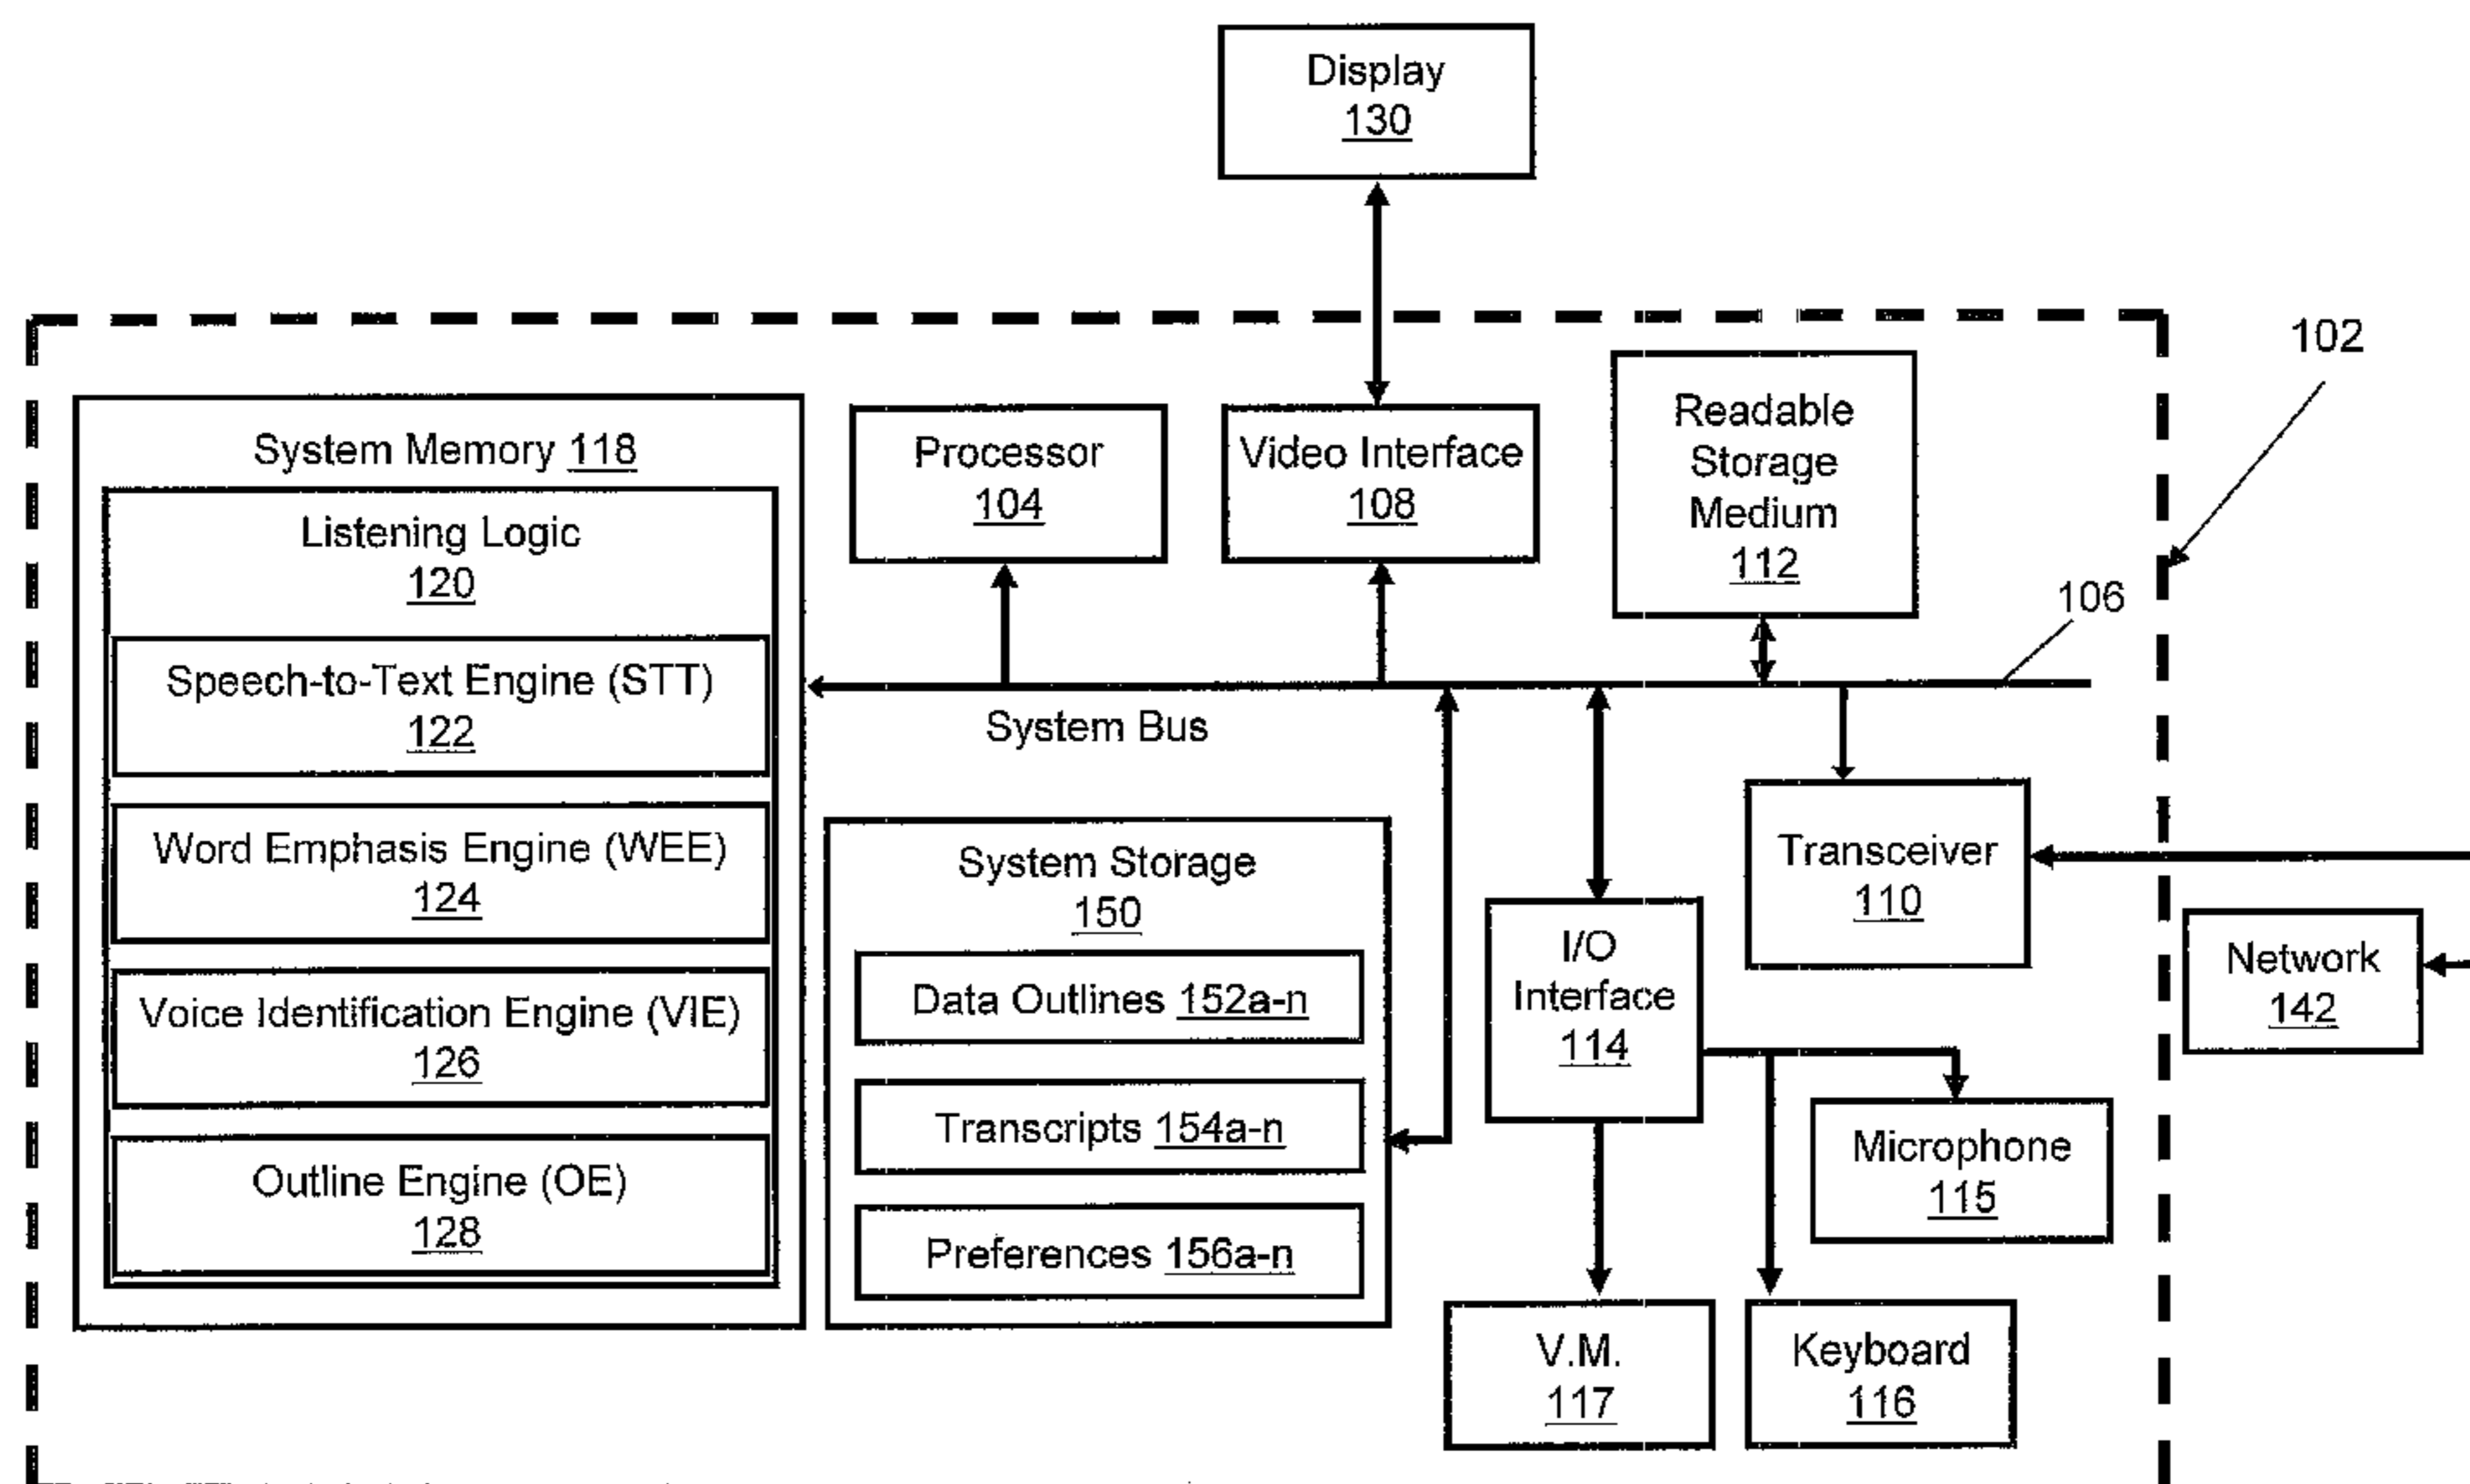 Display
130
102
System Memory 118
Listening Logic
120
Speech-to-Text Engine (STT)
122
Word Emphasis Engine (WEE)
124
Voice Identification Engine (VIE)
126
Outline Engine (OE)
128
Processor
104
Video Interface
108
Readable
Storage
Medium
112
106
System Bus
System Storage
150
Data Outlines 152a-n
Transcripts 154a-n
Preferences 156a-n
I/O
Interface
114
Transceiver
110
Network
142
Microphone
115
V.M.
117
Keyboard
116